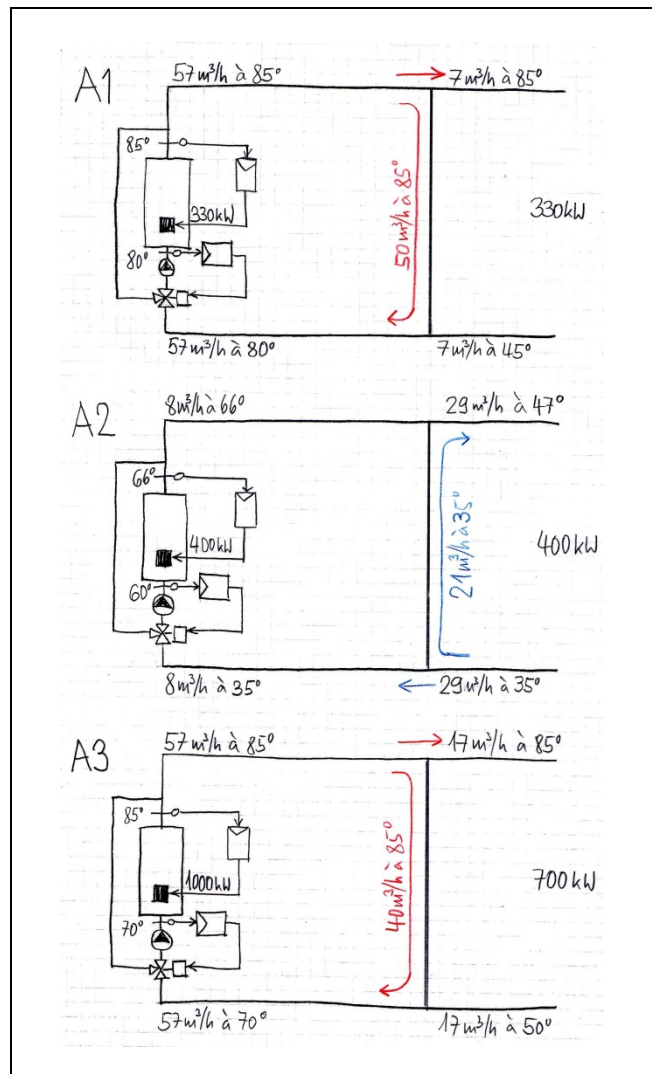 A1
57 m³/h à 85°
7 m³/h à 85°
85°
330kW
50 m³/h à 85°
330kW
80°
57 m³/h à 80°
7 m³/h à 45°
A2
8 m³/h à 66°
29 m³/h à 47°
66°
400kW
21 m³/h à 35°
400kW
60°
8 m³/h à 35°
29 m³/h à 35°
A3
57 m³/h à 85°
17 m³/h à 85°
85°
1000kW
40 m³/h à 85°
700kW
70°
57 m³/h à 70°
17 m³/h à 50°